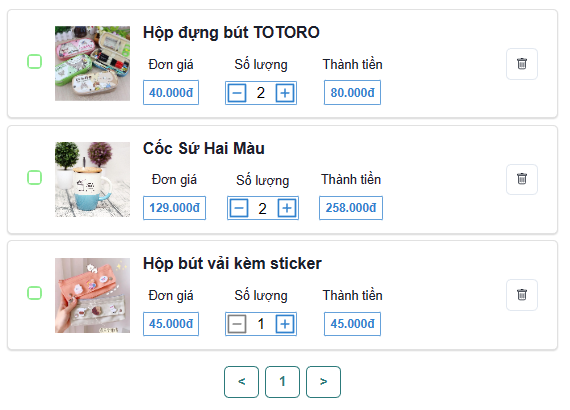 Hộp đựng bút TOTORO
Đơn giá Số lượng Thành tiền
40.000đ 2 80.000đ
Cốc Sứ Hai Màu
Đơn giá Số lượng Thành tiền
129.000đ 2 258.000đ
Hộp bút vải kèm sticker
Đơn giá Số lượng Thành tiền
45.000đ 1 45.000đ
< 1 >